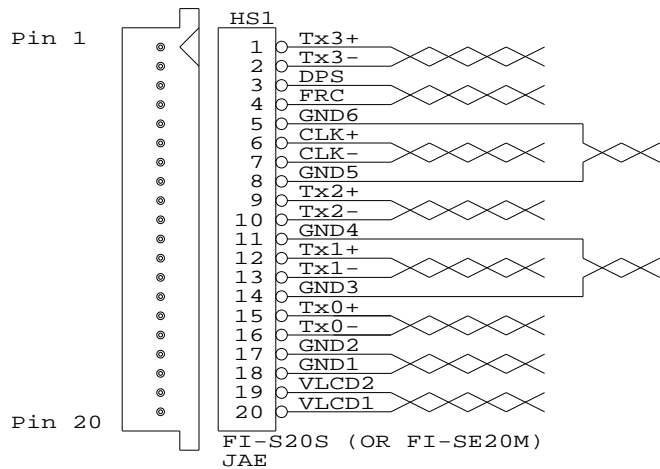 HS1
Pin 1
1 Tx3+
2 Tx3-
3 DPS
4 FRC
5 GND6
6 CLK+
7 CLK-
8 GND5
9 Tx2+
10 Tx2-
11 GND4
12 Tx1+
13 Tx1-
14 GND3
15 Tx0+
16 Tx0-
17 GND2
18 GND1
19 VLCD2
20 VLCD1
Pin 20
FI-S20S (OR FI-SE20M)
JAE